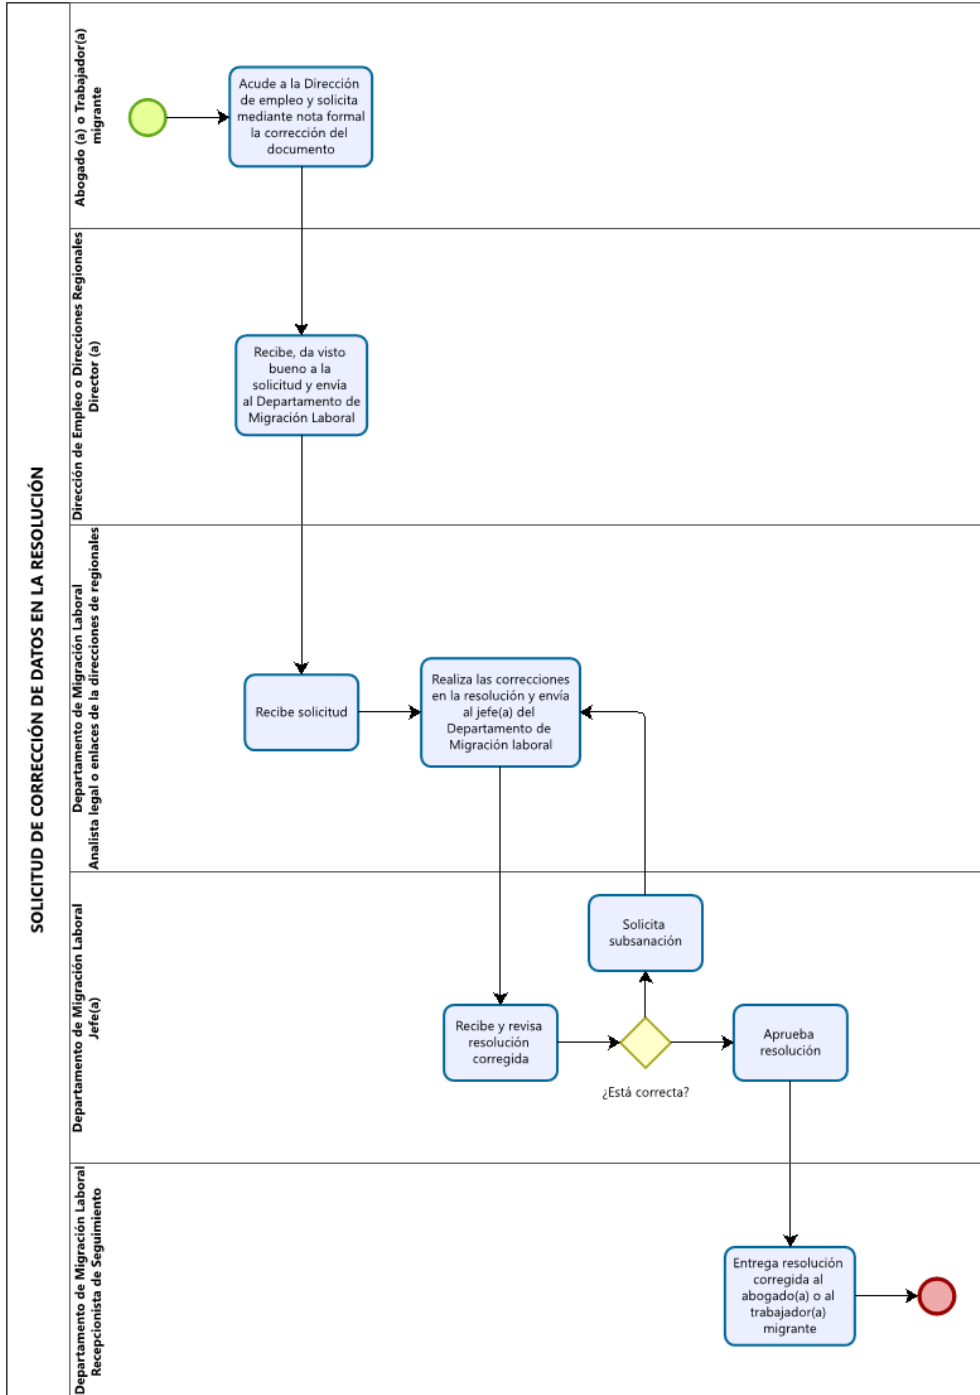 SOLICITUD DE CORRECCIÓN DE DATOS EN LA RESOLUCIÓN
Abogado (a) o Trabajador(a)
migrante
Acude a la Dirección
de empleo y solicita
mediante nota formal
la corrección del
documento
Dirección de Empleo o Direcciones Regionales
Director (a)
Recibe, da visto
bueno a la
solicitud y envía
al Departamento de
Migración Laboral
Departamento de Migración Laboral
Analista legal o enlaces de la direcciones de regionales
Recibe solicitud
Realiza las correcciones
en la resolución y envía
al jefe(a) del
Departamento de
Migración laboral
Departamento de Migración Laboral
Jefe(a)
Solicita
subsanación
Recibe y revisa
resolución
corregida
¿Está correcta?
Aprueba
resolución
Departamento de Migración Laboral
Recepcionista de Seguimiento
Entrega resolución
corregida al
abogado(a) o al
trabajador(a)
migrante